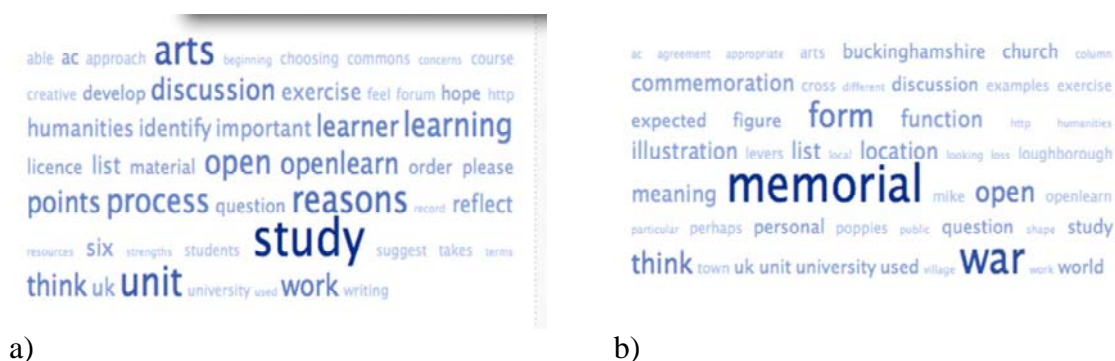 able ac approach arts beginning choosing commons concerns course
creative develop discussion exercise feel forum hope http
humanities identify important learner learning
licence list material open openlearn order please
points process question reasons record reflect
resources six strengths students study suggest takes terms
think uk unit university used work writing
a)
ac agreement appropriate arts buckinghamshire church column
commemoration cross different discussion examples exercise
expected figure form function http humanities
illustration levers list local location looking loss loughborough
meaning memorial mike open openlearn
particular perhaps personal poppies public question shape study
think town uk unit university used village war work world
b)